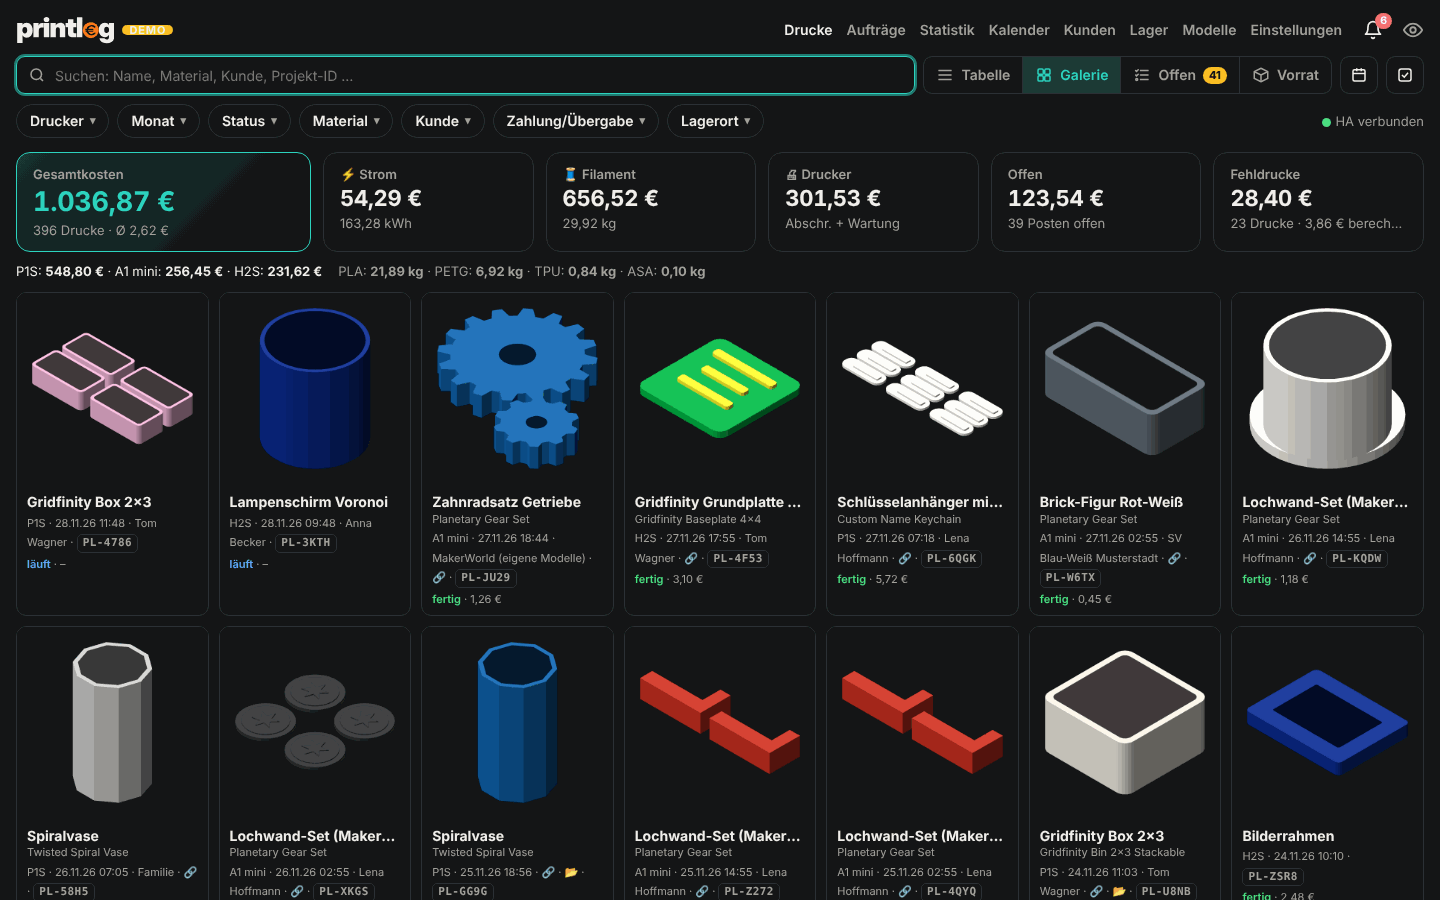 printlog DEMO
Drucke Aufträge Statistik Kalender Kunden Lager Modelle Einstellungen 6
Suchen: Name, Material, Kunde, Projekt-ID ...
Tabelle Galerie Offen 41 Vorrat
Drucker ▾ Monat ▾ Status ▾ Material ▾ Kunde ▾ Zahlung/Übergabe ▾ Lagerort ▾
HA verbunden
Gesamtkosten
1.036,87 €
396 Drucke · Ø 2,62 €
⚡ Strom
54,29 €
163,28 kWh
🧵 Filament
656,52 €
29,92 kg
🖨 Drucker
301,53 €
Abschr. + Wartung
Offen
123,54 €
39 Posten offen
Fehldrucke
28,40 €
23 Drucke · 3,86 € berech...
P1S: 548,80 € · A1 mini: 256,45 € · H2S: 231,62 € PLA: 21,89 kg · PETG: 6,92 kg · TPU: 0,84 kg · ASA: 0,10 kg
Gridfinity Box 2×3
P1S · 28.11.26 11:48 · Tom
Wagner · PL-4786
läuft · –
Lampenschirm Voronoi
H2S · 28.11.26 09:48 · Anna
Becker · PL-3KTH
läuft · –
Zahnradsatz Getriebe
Planetary Gear Set
A1 mini · 27.11.26 18:44 ·
MakerWorld (eigene Modelle) ·
🔗 · PL-JU29
fertig · 1,26 €
Gridfinity Grundplatte ...
Gridfinity Baseplate 4×4
H2S · 27.11.26 17:55 · Tom
Wagner · 🔗 · PL-4F53
fertig · 3,10 €
Schlüsselanhänger mi...
Custom Name Keychain
P1S · 27.11.26 07:18 · Lena
Hoffmann · 🔗 · PL-6QGK
fertig · 5,72 €
Brick-Figur Rot-Weiß
Planetary Gear Set
A1 mini · 27.11.26 02:55 · SV
Blau-Weiß Musterstadt · 🔗 ·
PL-W6TX
fertig · 0,45 €
Lochwand-Set (Maker...
Planetary Gear Set
A1 mini · 26.11.26 14:55 · Lena
Hoffmann · 🔗 · PL-KQDW
fertig · 1,18 €
Spiralvase
Twisted Spiral Vase
P1S · 26.11.26 07:05 · Familie · 🔗
· PL-58H5
Lochwand-Set (Maker...
Planetary Gear Set
A1 mini · 26.11.26 02:55 · Lena
Hoffmann · 🔗 · PL-XKGS
Spiralvase
Twisted Spiral Vase
P1S · 25.11.26 18:56 · 🔗 · 📂 ·
PL-GG9G
Lochwand-Set (Maker...
Planetary Gear Set
A1 mini · 25.11.26 14:55 · Lena
Hoffmann · 🔗 · PL-Z272
Lochwand-Set (Maker...
Planetary Gear Set
A1 mini · 25.11.26 02:55 · Lena
Hoffmann · 🔗 · PL-4QYQ
Gridfinity Box 2×3
Gridfinity Bin 2×3 Stackable
P1S · 24.11.26 11:03 · Tom
Wagner · 🔗 · 📂 · PL-U8NB
Bilderrahmen
H2S · 24.11.26 10:10 ·
PL-ZSR8
fertig · 2,48 €